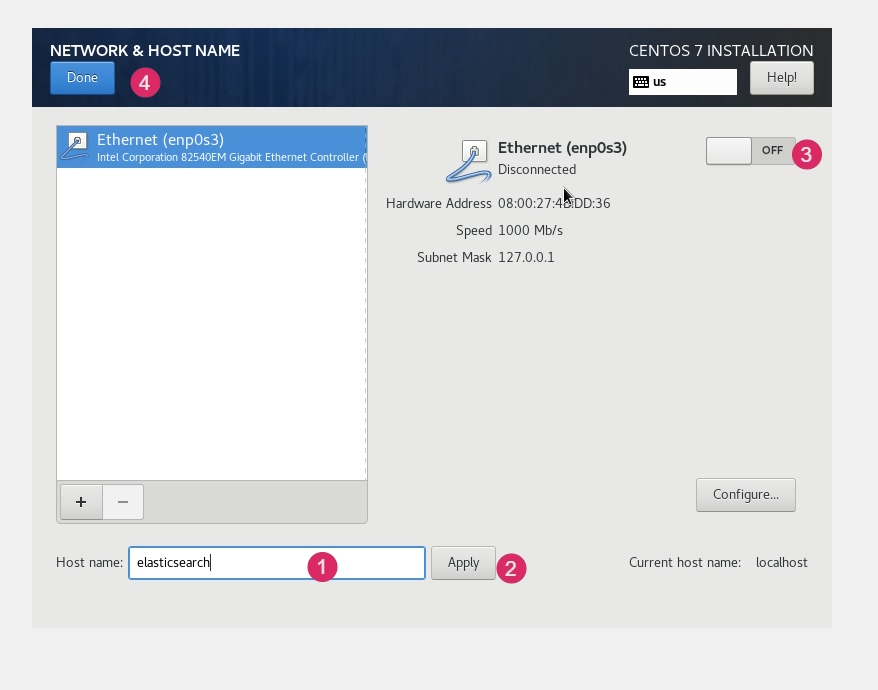 NETWORK & HOST NAME
CENTOS 7 INSTALLATION
Done
4
us
Help!
Ethernet (enp0s3)
Intel Corporation 82540EM Gigabit Ethernet Controller (
Ethernet (enp0s3)
Disconnected
OFF
3
Hardware Address 08:00:27:4 DD:36
Speed 1000 Mb/s
Subnet Mask 127.0.0.1
+ −
Configure...
Host name: elasticsearch
1
Apply
2
Current host name: localhost